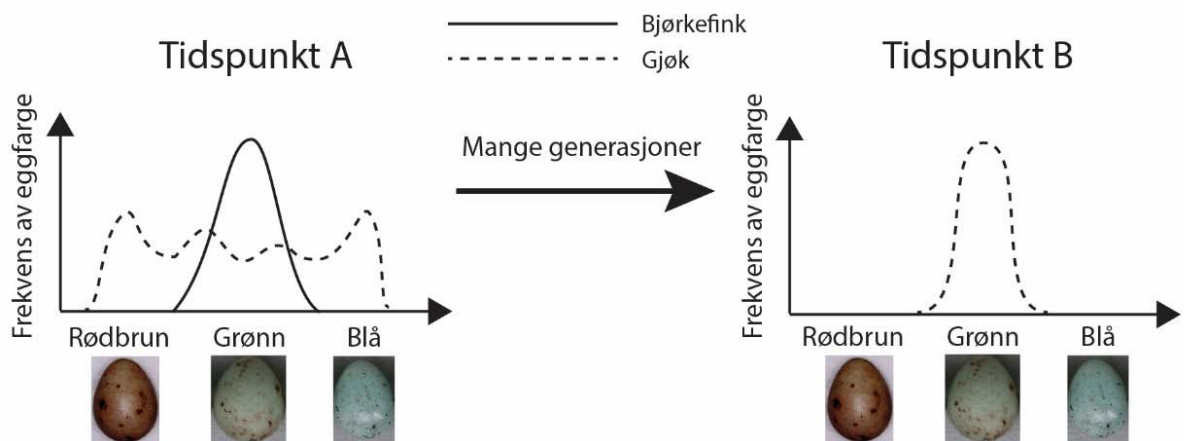 Bjørkefink
Gjøk
Tidspunkt A
Tidspunkt B
Frekvens av eggfarge
Mange generasjoner
Frekvens av eggfarge
Rødbrun
Grønn
Blå
Rødbrun
Grønn
Blå